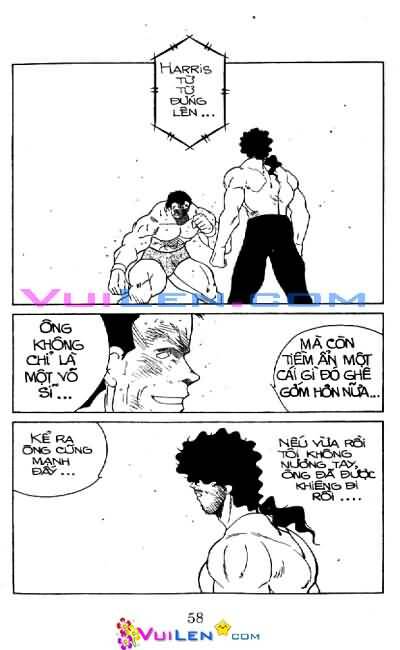 HARRIS
TỪ
TỪ
ĐỨNG
LÊN ...
VUILEN.COM
ÔNG
KHÔNG
CHỈ LÀ
MỘT VÕ
SĨ ...
MÀ CÒN
TIỀM ẨN MỘT
CÁI GÌ ĐÓ GHÊ
GỚM HƠN NỮA...
KỂ RA
ÔNG CŨNG
MẠNH
ĐẤY ...
NẾU VỪA RỒI
TÔI KHÔNG
NƯƠNG TAY,
ÔNG ĐÃ ĐƯỢC
KHIÊNG ĐI
RỒI ....
58
VUILEN.COM